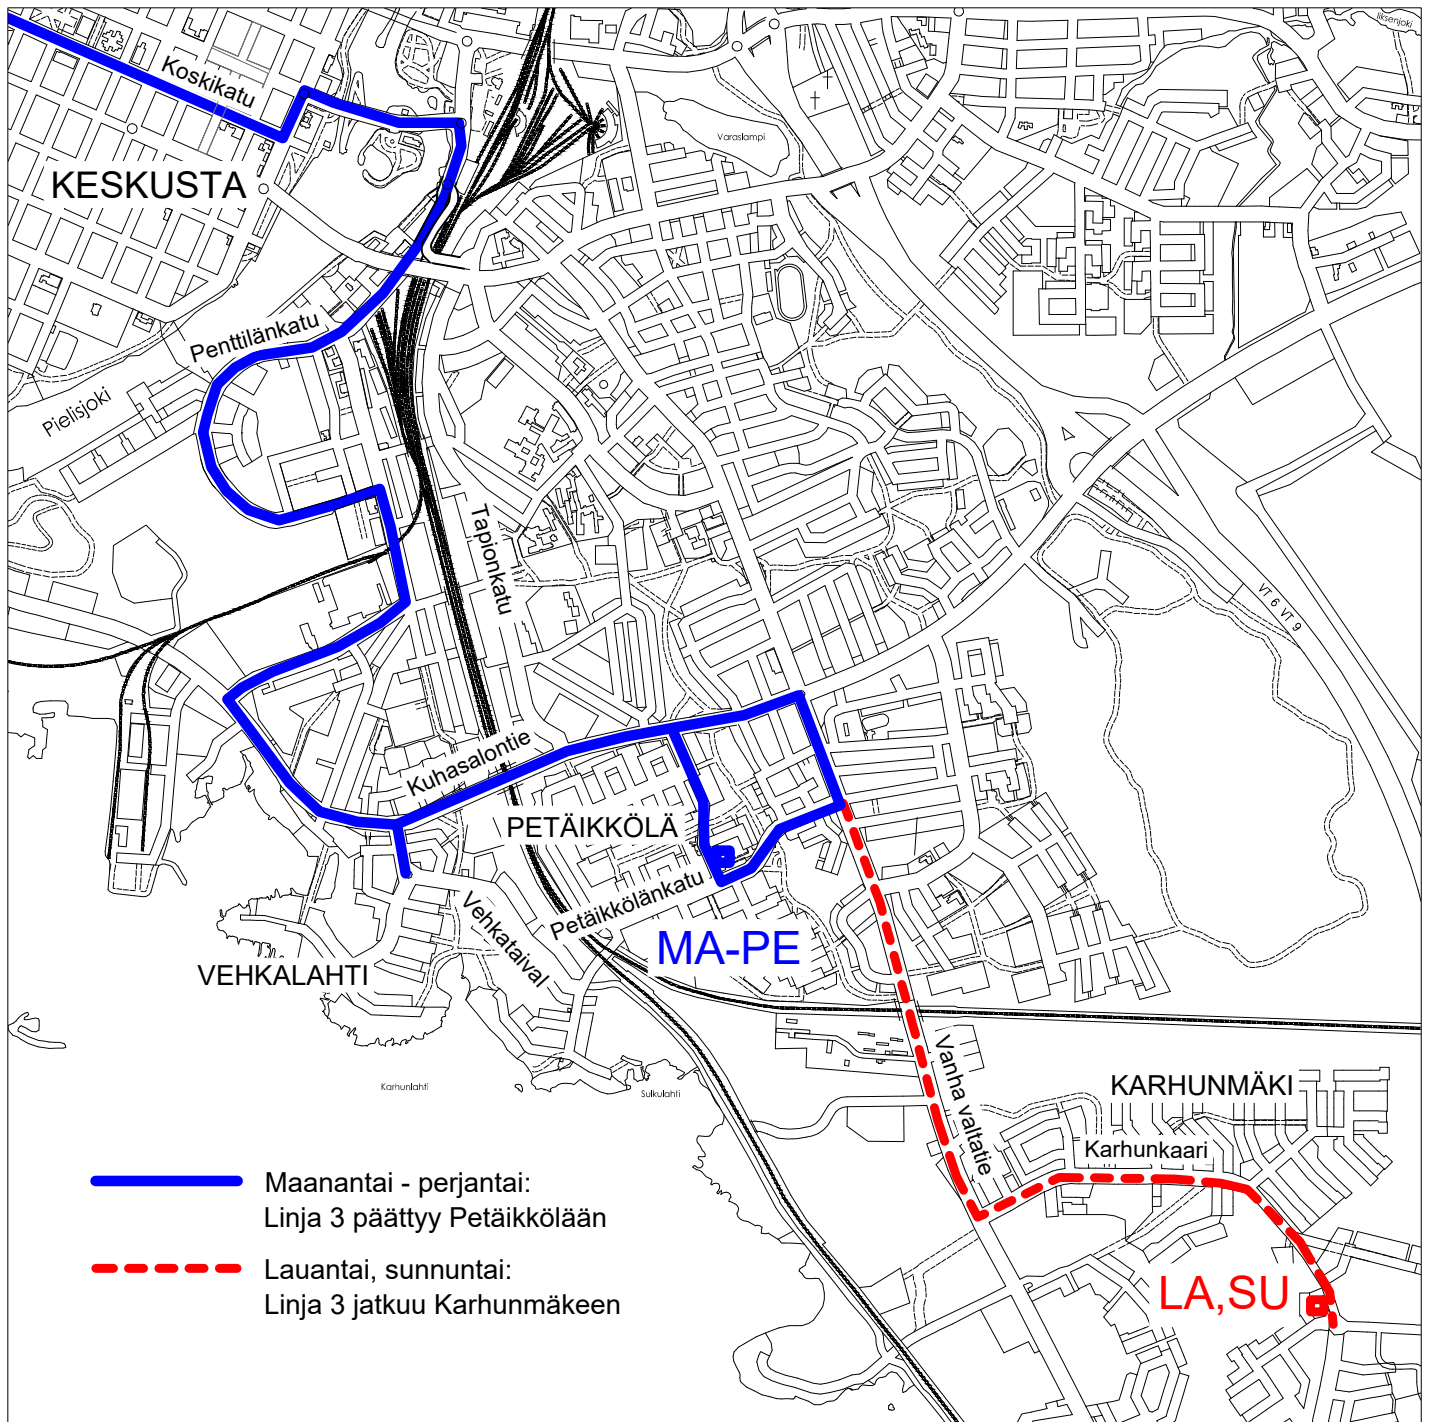 Iiksenjoki
Koskikatu
Varaslampi
KESKUSTA
Penttilänkatu
Pielisjoki
Tapionkatu
VT 6 VT 9
Kuhasalontie
PETÄIKKÖLÄ
Petäikkölänkatu
Vehkataival
MA-PE
VEHKALAHTI
Vanha valtatie
Karhunlahti
Sulkulahti
KARHUNMÄKI
Karhunkaari
Maanantai - perjantai:
Linja 3 päättyy Petäikkölään
Lauantai, sunnuntai:
Linja 3 jatkuu Karhunmäkeen
LA,SU